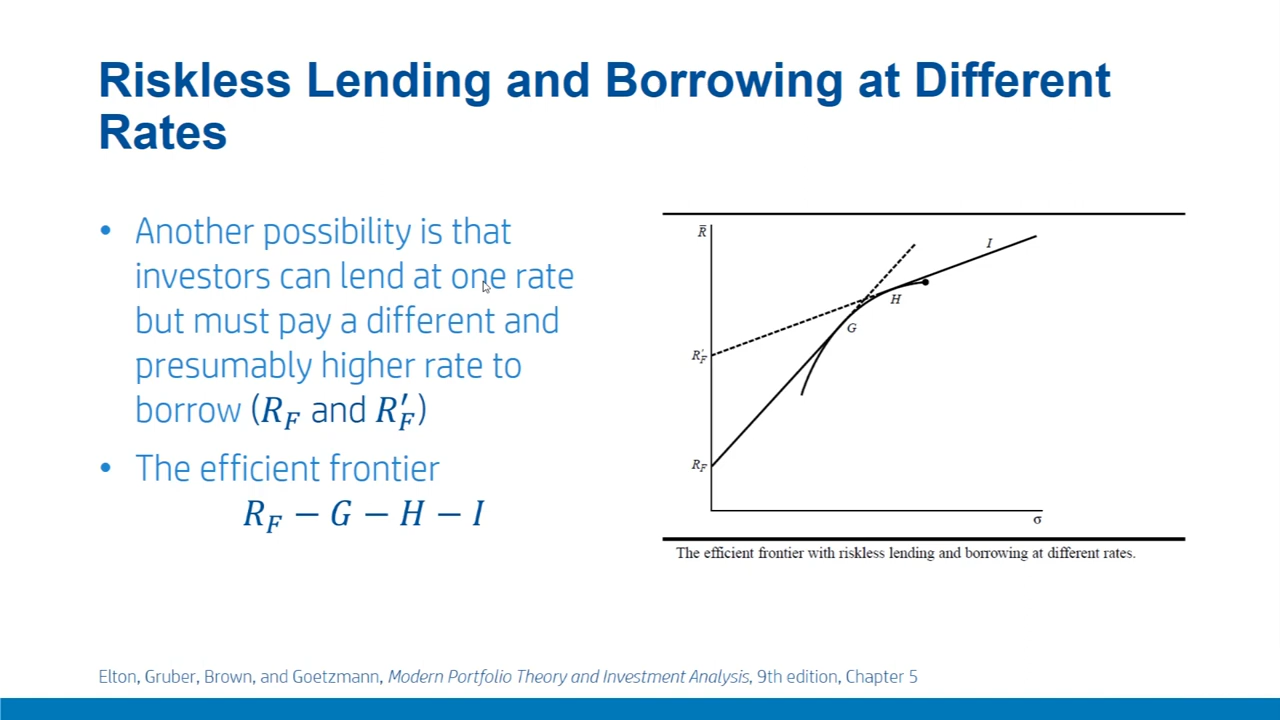 Riskless Lending and Borrowing at Different
Rates
• Another possibility is that
investors can lend at one rate
but must pay a different and
presumably higher rate to
borrow (R_F and R′_F)
• The efficient frontier
R_F − G − H − I
R̄
I
H
G
R′_F
R_F
σ
The efficient frontier with riskless lending and borrowing at different rates.
Elton, Gruber, Brown, and Goetzmann, Modern Portfolio Theory and Investment Analysis, 9th edition, Chapter 5